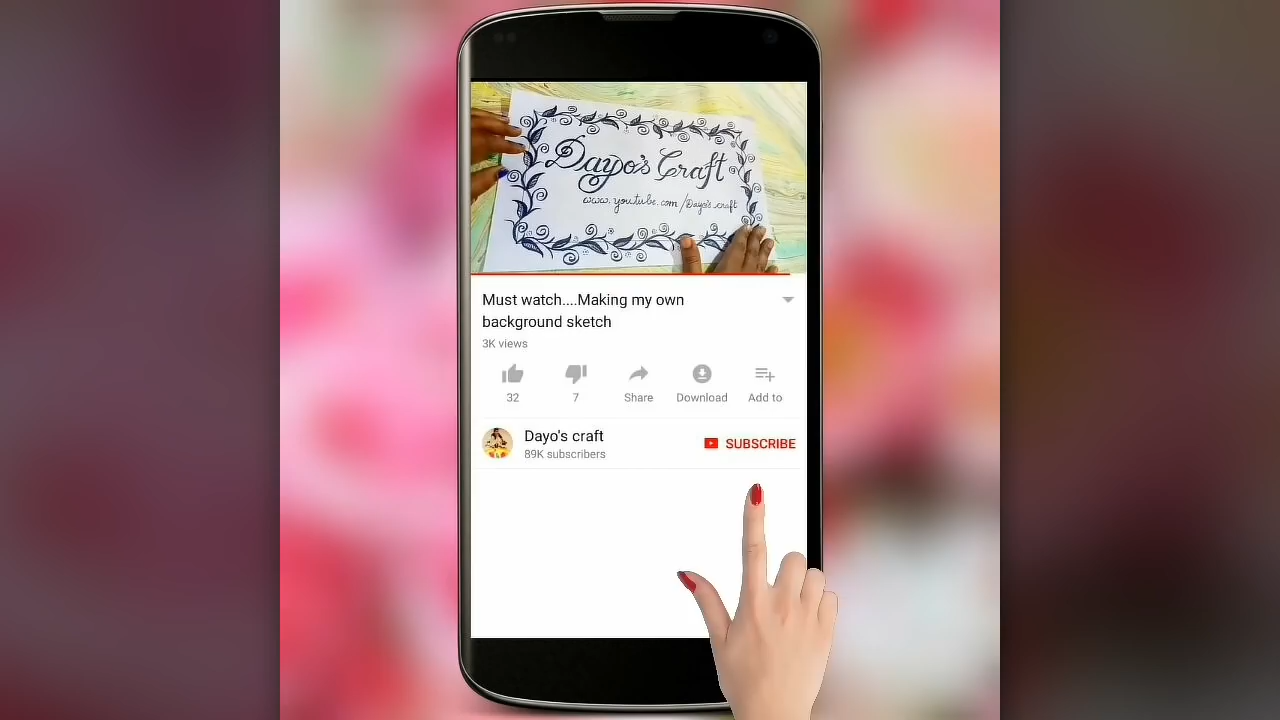 Dayo's Craft
www.youtube.com/Dayo's craft
Must watch....Making my own
background sketch
3K views
32
7
Share
Download
Add to
Dayo's craft
SUBSCRIBE
89K subscribers